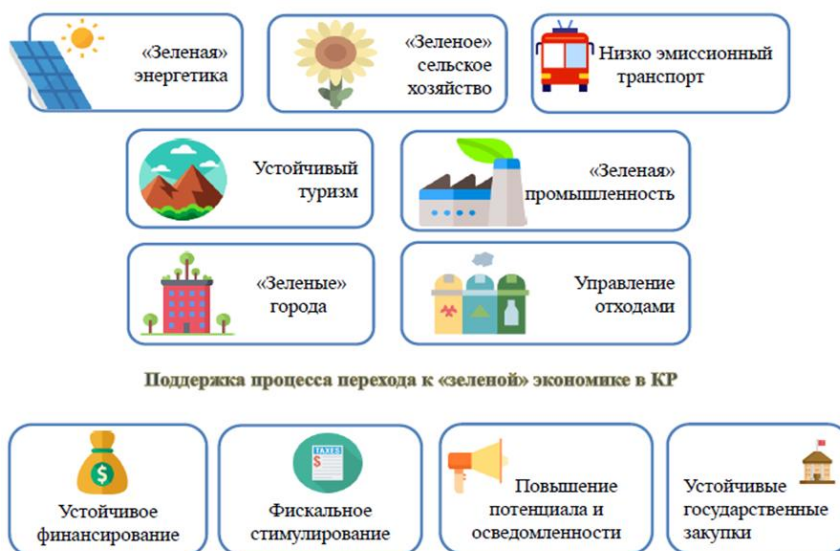 «Зеленая»
энергетика
«Зеленое»
сельское
хозяйство
Низко эмиссионный
транспорт
Устойчивый
туризм
«Зеленая»
промышленность
«Зеленые»
города
Управление
отходами
Поддержка процесса перехода к «зеленой» экономике в КР
$
Устойчивое
финансирование
TAXES
$
Фискальное
стимулирование
Повышение
потенциала и
осведомленности
Устойчивые
государственные
закупки